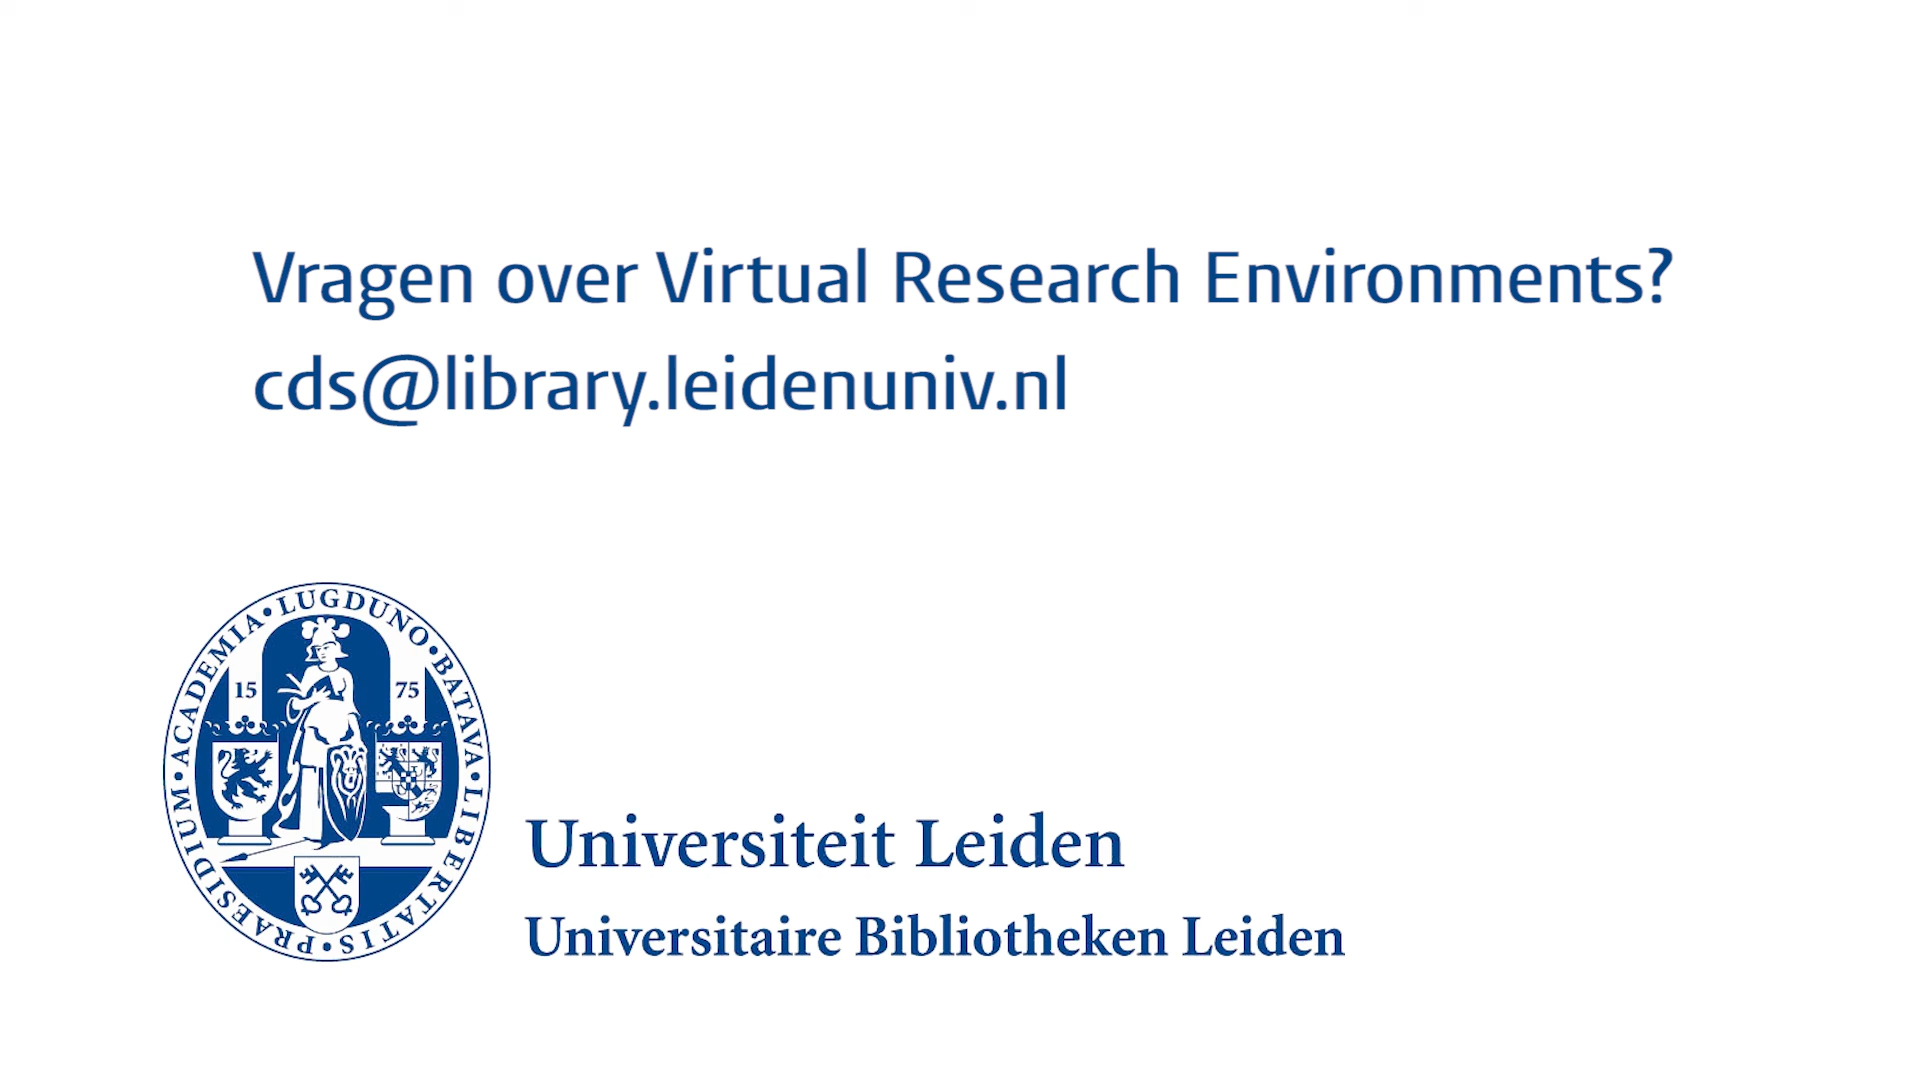 Vragen over Virtual Research Environments?
cds@library.leidenuniv.nl
ACADEMIA · LUGDUNO · BATAVA · LIBERTATIS · PRAESIDIUM ·
15 75
Universiteit Leiden
Universitaire Bibliotheken Leiden